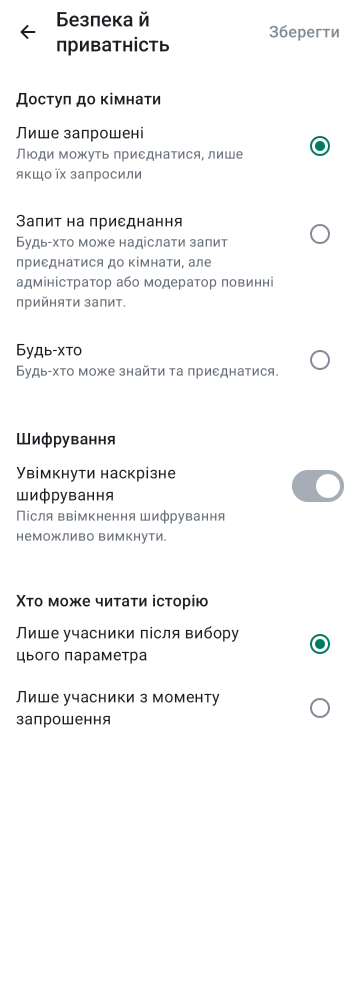 Безпека й
приватність
Зберегти
Доступ до кімнати
Лише запрошені
Люди можуть приєднатися, лише
якщо їх запросили
Запит на приєднання
Будь-хто може надіслати запит
приєднатися до кімнати, але
адміністратор або модератор повинні
прийняти запит.
Будь-хто
Будь-хто може знайти та приєднатися.
Шифрування
Увімкнути наскрізне
шифрування
Після ввімкнення шифрування
неможливо вимкнути.
Хто може читати історію
Лише учасники після вибору
цього параметра
Лише учасники з моменту
запрошення